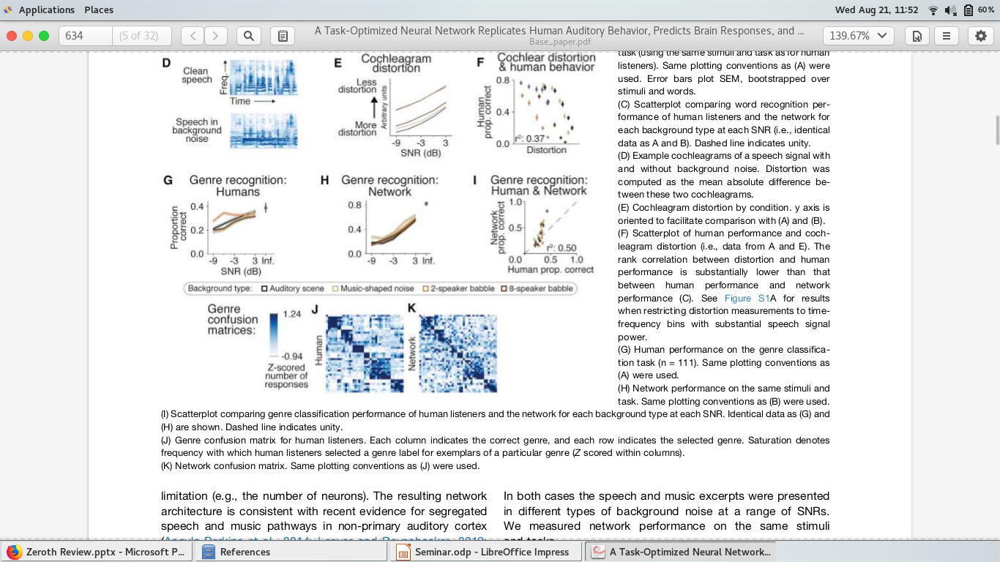 Applications Places
Wed Aug 21, 11:52
60%
634
(5 of 32)
A Task-Optimized Neural Network Replicates Human Auditory Behavior, Predicts Brain Responses, and ...
Base_paper.pdf
139.67%
D
Clean
speech
Freq.
Time
Speech in
background
noise
E
Cochleagram
distortion
Less
distortion
More
distortion
Arbitrary units
-9 -3 3
SNR (dB)
F
Cochlear distortion
& human behavior
Human
prop. correct
0.8
0.4
0.0
r²: 0.37
Distortion
G
Genre recognition:
Humans
Proportion
correct
0.4
0.2
0.0
-9 -3 3 Inf.
SNR (dB)
H
Genre recognition:
Network
0.8
0.4
0.0
-9 -3 3 Inf.
I
Genre recognition:
Human & Network
Network
prop. correct
1.0
0.5
r²: 0.50
0.0 0.5 1.0
Human prop. correct
Background type: Auditory scene Music-shaped noise 2-speaker babble 8-speaker babble
Genre
confusion
matrices:
1.24
-0.94
Z-scored
number of
responses
J
Human
K
Network
task (using the same stimuli and task as for human
listeners). Same plotting conventions as (A) were
used. Error bars plot SEM, bootstrapped over
stimuli and words.
(C) Scatterplot comparing word recognition per-
formance of human listeners and the network for
each background type at each SNR (i.e., identical
data as A and B). Dashed line indicates unity.
(D) Example cochleagrams of a speech signal with
and without background noise. Distortion was
computed as the mean absolute difference be-
tween these two cochleagrams.
(E) Cochleagram distortion by condition. y axis is
oriented to facilitate comparison with (A) and (B).
(F) Scatterplot of human performance and coch-
leagram distortion (i.e., data from A and E). The
rank correlation between distortion and human
performance is substantially lower than that
between human performance and network
performance (C). See Figure S1A for results
when restricting distortion measurements to time-
frequency bins with substantial speech signal
power.
(G) Human performance on the genre classifica-
tion task (n = 111). Same plotting conventions as
(A) were used.
(H) Network performance on the same stimuli and
task. Same plotting conventions as (B) were used.
(I) Scatterplot comparing genre classification performance of human listeners and the network for each background type at each SNR. Identical data as (G) and
(H) are shown. Dashed line indicates unity.
(J) Genre confusion matrix for human listeners. Each column indicates the correct genre, and each row indicates the selected genre. Saturation denotes
frequency with which human listeners selected a genre label for exemplars of a particular genre (Z scored within columns).
(K) Network confusion matrix. Same plotting conventions as (J) were used.
limitation (e.g., the number of neurons). The resulting network
architecture is consistent with recent evidence for segregated
speech and music pathways in non-primary auditory cortex
In both cases the speech and music excerpts were presented
in different types of background noise at a range of SNRs.
We measured network performance on the same stimuli
and tasks.
Zeroth Review.pptx - Microsoft P...
References
Seminar.odp - LibreOffice Impress
A Task-Optimized Neural Network...